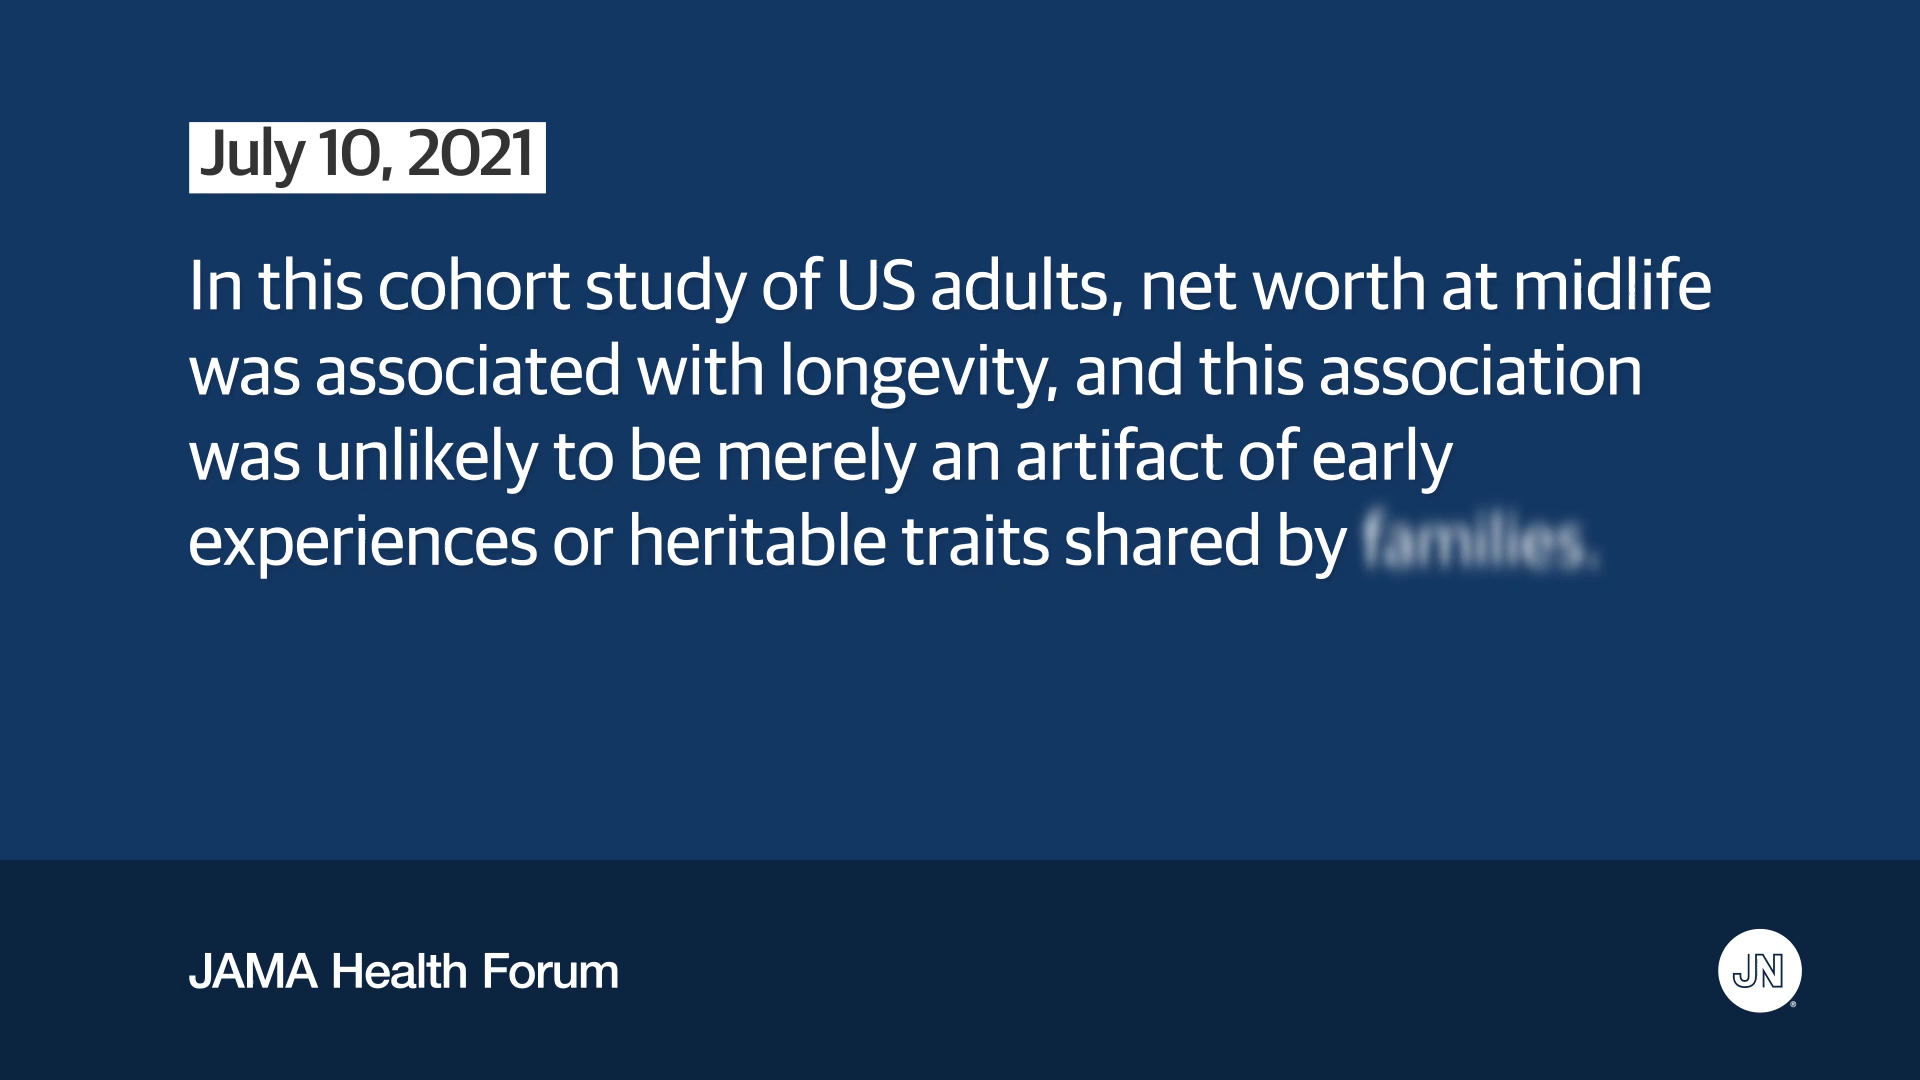 July 10, 2021
In this cohort study of US adults, net worth at midlife
was associated with longevity, and this association
was unlikely to be merely an artifact of early
experiences or heritable traits shared by families.
JAMA Health Forum
JN
®